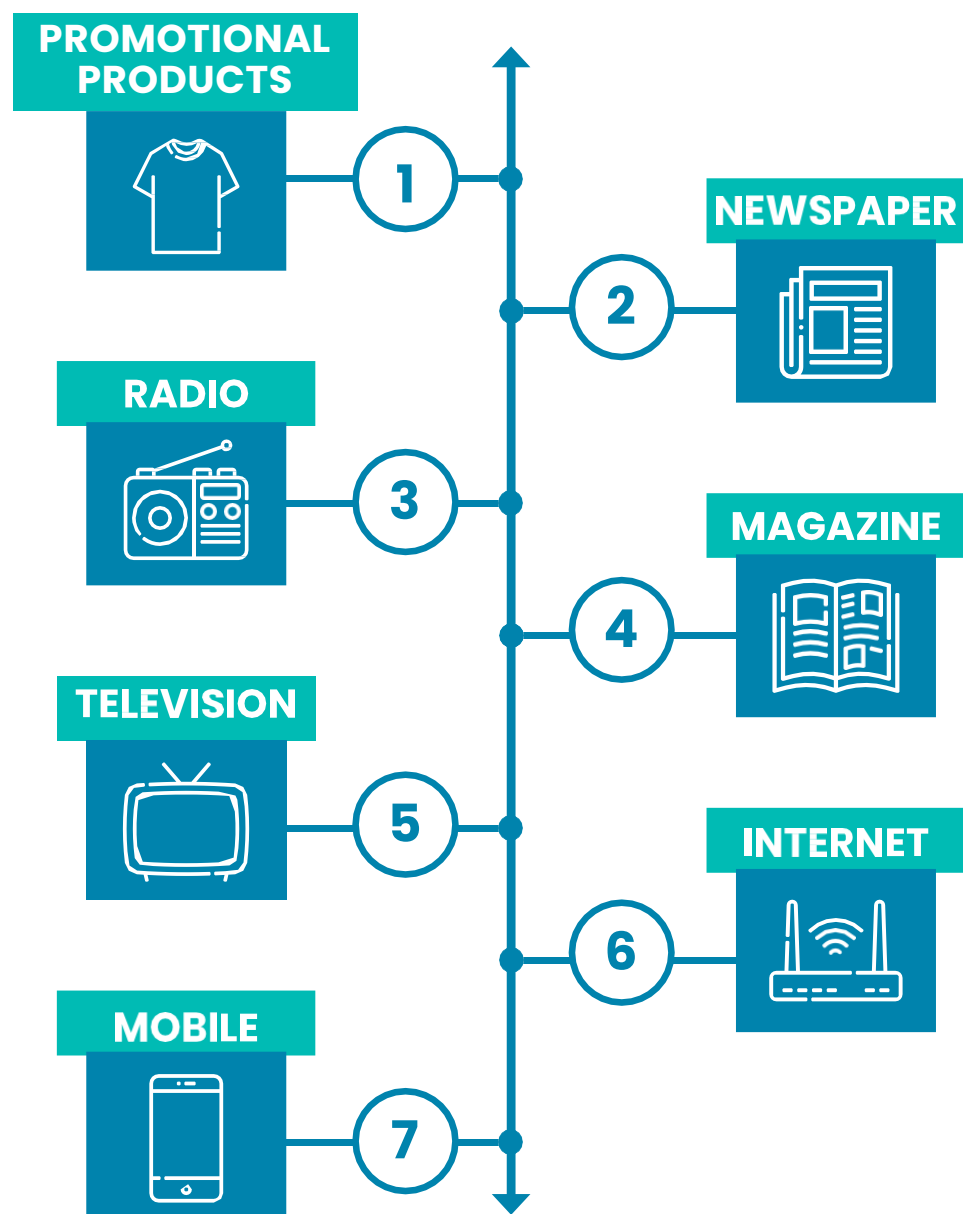 PROMOTIONAL
PRODUCTS
1
NEWSPAPER
2
RADIO
3
MAGAZINE
4
TELEVISION
5
INTERNET
6
MOBILE
7